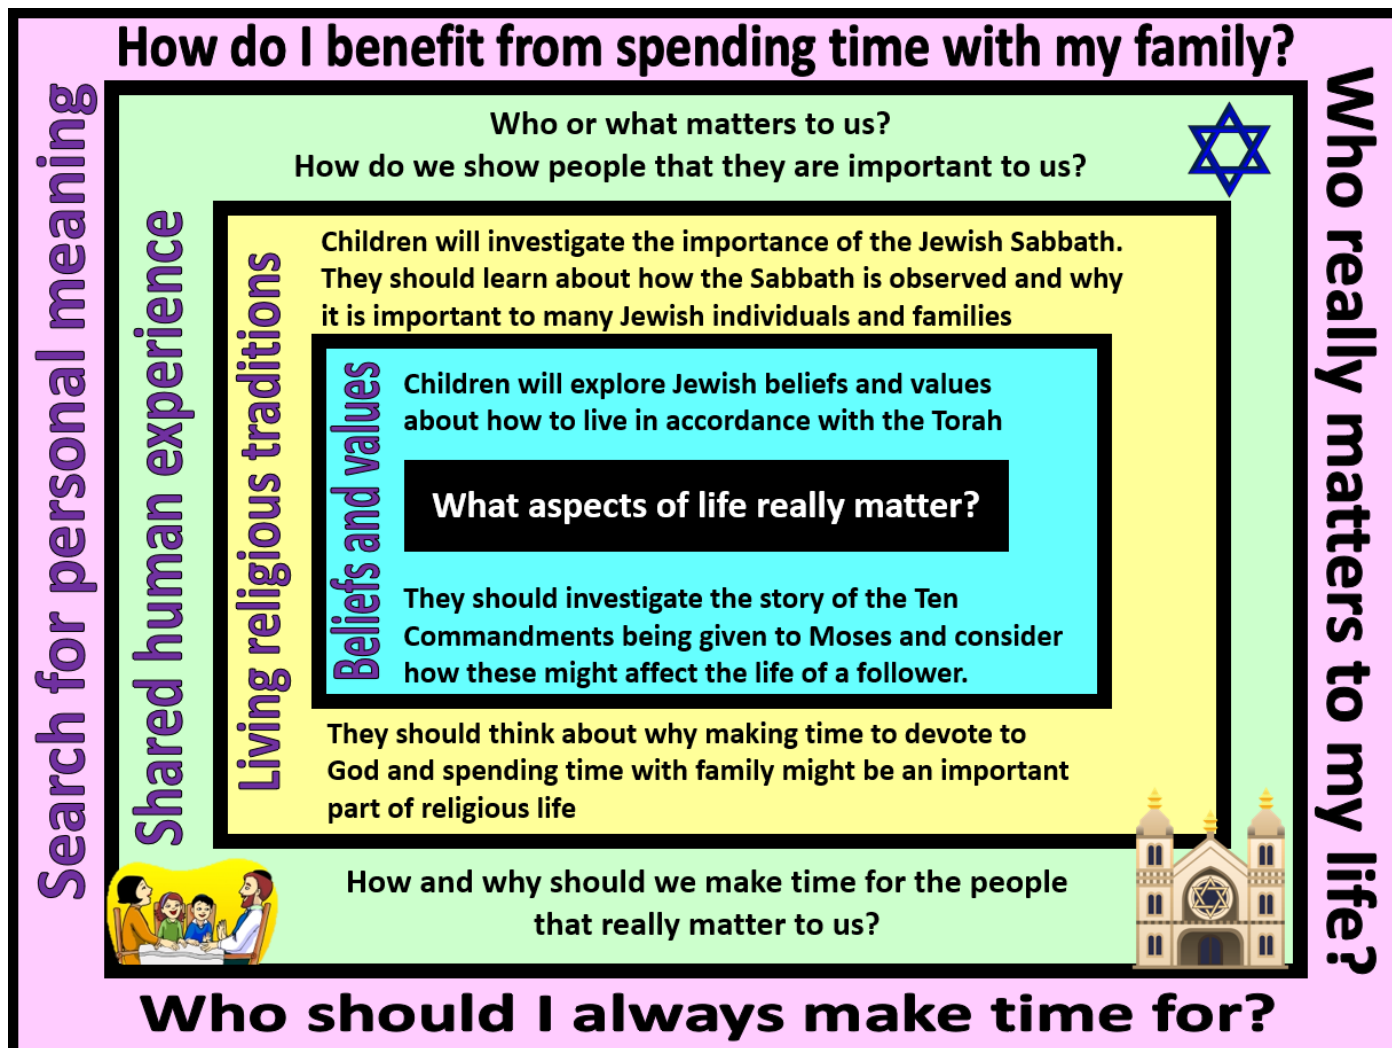 How do I benefit from spending time with my family?
Search for personal meaning
Who really matters to my life?
Shared human experience
Who or what matters to us?
How do we show people that they are important to us?
Living religious traditions
Children will investigate the importance of the Jewish Sabbath.
They should learn about how the Sabbath is observed and why
it is important to many Jewish individuals and families
Beliefs and values
Children will explore Jewish beliefs and values
about how to live in accordance with the Torah
What aspects of life really matter?
They should investigate the story of the Ten
Commandments being given to Moses and consider
how these might affect the life of a follower.
They should think about why making time to devote to
God and spending time with family might be an important
part of religious life
How and why should we make time for the people
that really matter to us?
Who should I always make time for?